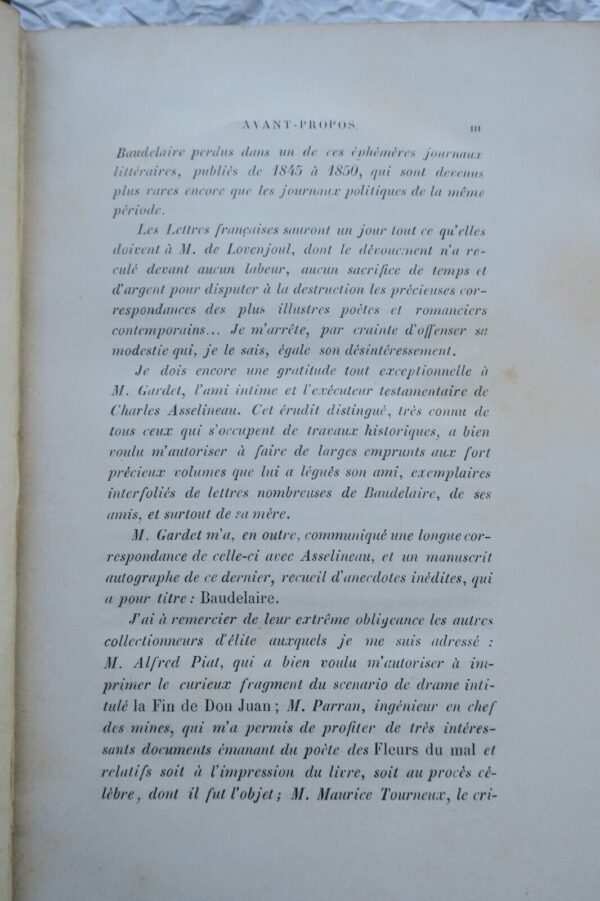 AVANT-PROPOS. III
Baudelaire perdus dans un de ces éphémères journaux
littéraires, publiés de 1845 à 1850, qui sont devenus
plus rares encore que les journaux politiques de la même
période.
Les Lettres françaises sauront un jour tout ce qu'elles
doivent à M. de Lovenjoul, dont le dévouement n'a re-
culé devant aucun labeur, aucun sacrifice de temps et
d'argent pour disputer à la destruction les précieuses cor-
respondances des plus illustres poètes et romanciers
contemporains... Je m'arrête, par crainte d'offenser sa
modestie qui, je le sais, égale son désintéressement.
Je dois encore une gratitude tout exceptionnelle à
M. Gardet, l'ami intime et l'exécuteur testamentaire de
Charles Asselineau. Cet érudit distingué, très connu de
tous ceux qui s'occupent de travaux historiques, a bien
voulu m'autoriser à faire de larges emprunts aux fort
précieux volumes que lui a légués son ami, exemplaires
interfoliés de lettres nombreuses de Baudelaire, de ses
amis, et surtout de sa mère.
M. Gardet m'a, en outre, communiqué une longue cor-
respondance de celle-ci avec Asselineau, et un manuscrit
autographe de ce dernier, recueil d'anecdotes inédites, qui
a pour titre : Baudelaire.
J'ai à remercier de leur extrême obligeance les autres
collectionneurs d'élite auxquels je me suis adressé :
M. Alfred Piat, qui a bien voulu m'autoriser à im-
primer le curieux fragment du scenario de drame inti-
tulé la Fin de Don Juan ; M. Parran, ingénieur en chef
des mines, qui m'a permis de profiter de très intéres-
sants documents émanant du poète des Fleurs du mal et
relatifs soit à l'impression du livre, soit au procès cé-
lèbre, dont il fut l'objet ; M. Maurice Tourneux, le cri-